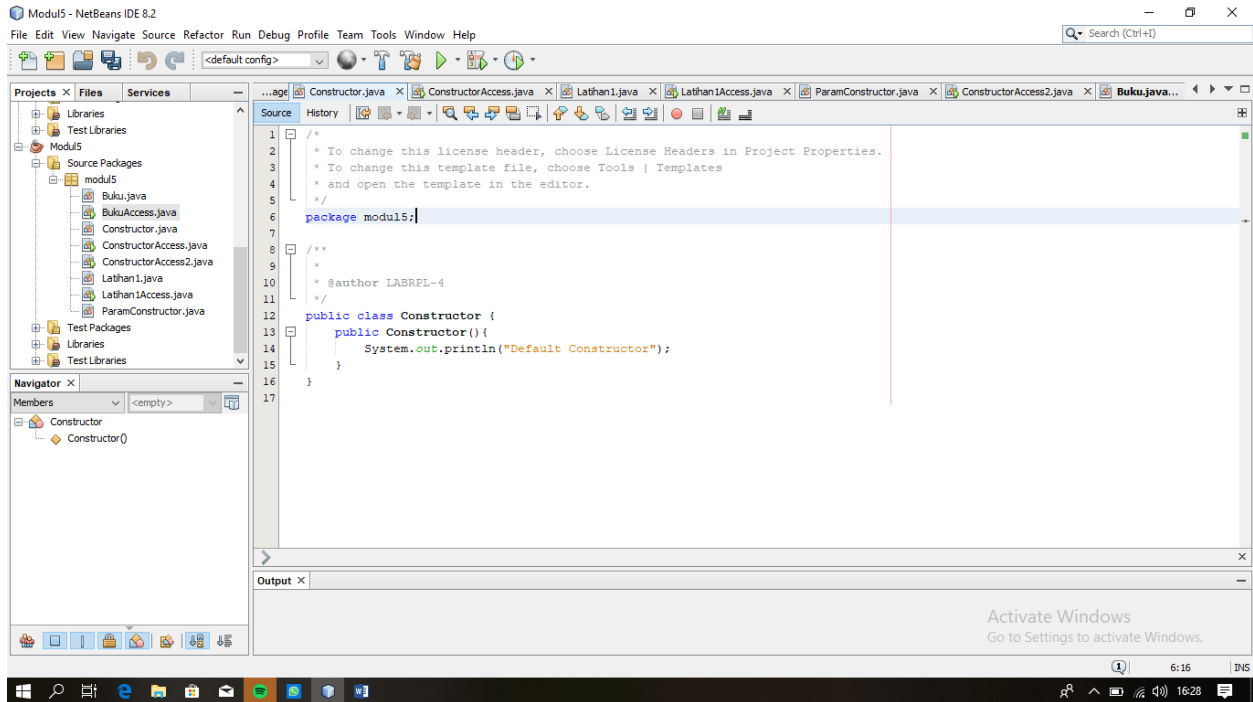 Modul5 - NetBeans IDE 8.2
File Edit View Navigate Source Refactor Run Debug Profile Team Tools Window Help
Search (Ctrl+I)
<default config>
Projects Files Services
Libraries
Test Libraries
Modul5
Source Packages
modul5
Buku.java
BukuAccess.java
Constructor.java
ConstructorAccess.java
ConstructorAccess2.java
Latihan1.java
Latihan1Access.java
ParamConstructor.java
Test Packages
Libraries
Test Libraries
Navigator
Members <empty>
Constructor
Constructor()
...age Constructor.java ConstructorAccess.java Latihan1.java Latihan1Access.java ParamConstructor.java ConstructorAccess2.java Buku.java...
Source History
1 /*
2 * To change this license header, choose License Headers in Project Properties.
3 * To change this template file, choose Tools | Templates
4 * and open the template in the editor.
5 */
6 package modul5;
7
8 /**
9 *
10 * @author LABRPL-4
11 */
12 public class Constructor {
13 public Constructor(){
14 System.out.println("Default Constructor");
15 }
16 }
17
Output
Activate Windows
Go to Settings to activate Windows.
1 6:16 INS
16:28